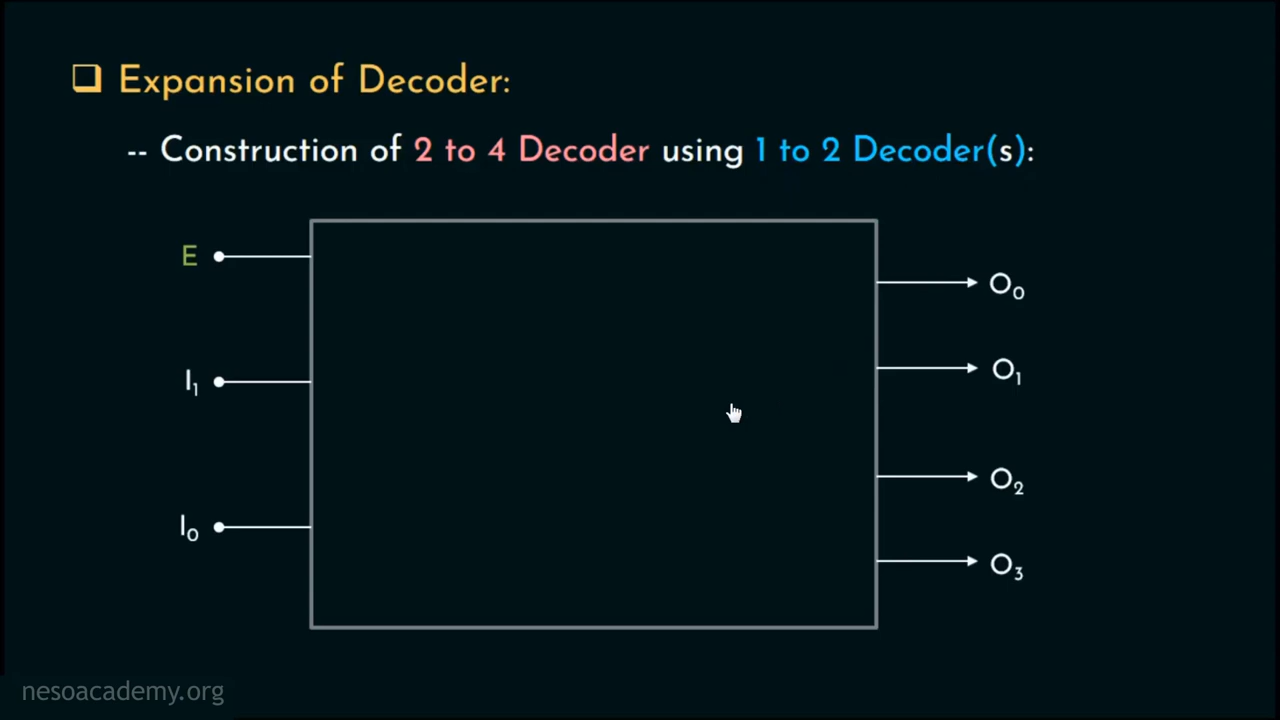 ❑ Expansion of Decoder:
-- Construction of 2 to 4 Decoder using 1 to 2 Decoder(s):
E
O₀
I₁
O₁
O₂
I₀
O₃
nesoacademy.org